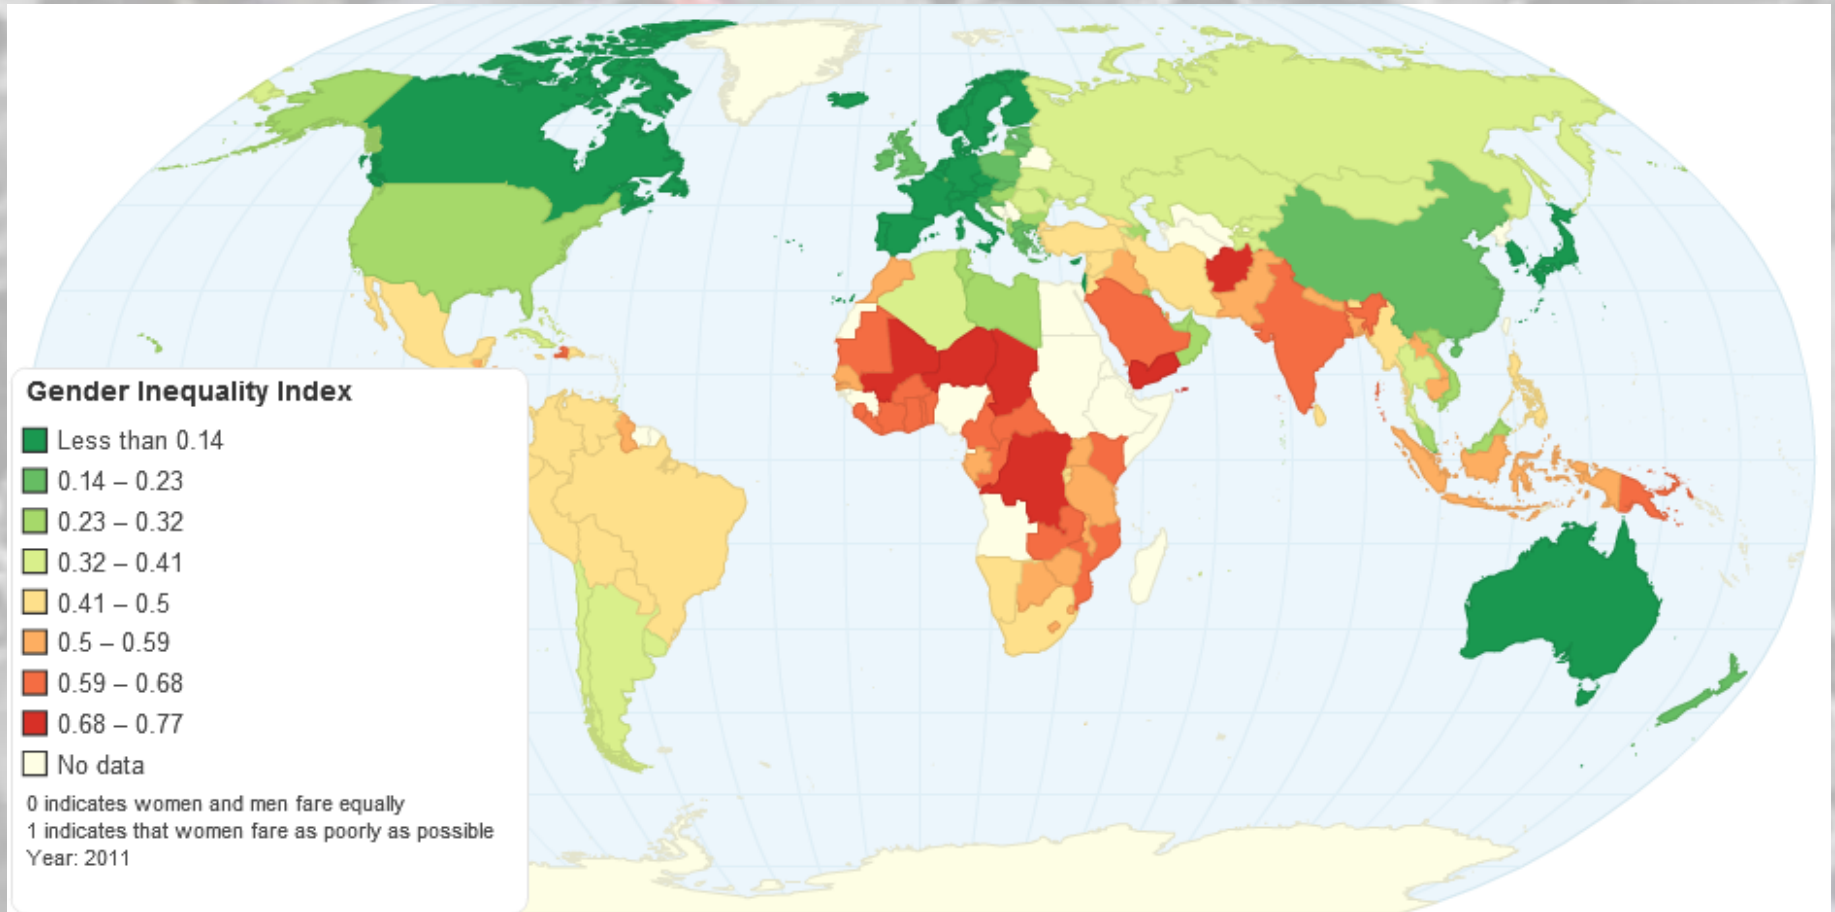 Gender Inequality Index
Less than 0.14
0.14 – 0.23
0.23 – 0.32
0.32 – 0.41
0.41 – 0.5
0.5 – 0.59
0.59 – 0.68
0.68 – 0.77
No data
0 indicates women and men fare equally
1 indicates that women fare as poorly as possible
Year: 2011